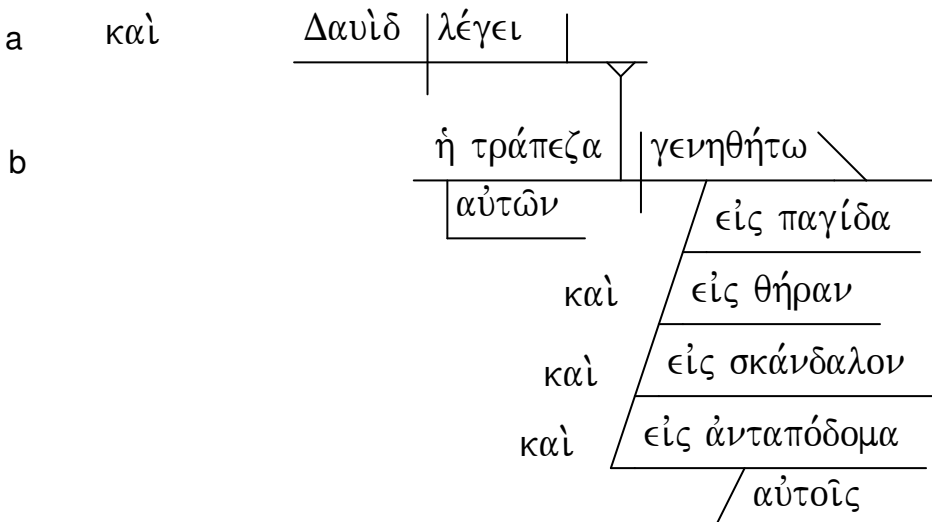 a καὶ Δαυὶδ λέγει
b ἡ τράπεζα γενηθήτω
αὐτῶν εἰς παγίδα
καὶ εἰς θήραν
καὶ εἰς σκάνδαλον
καὶ εἰς ἀνταπόδομα
αὐτοῖς